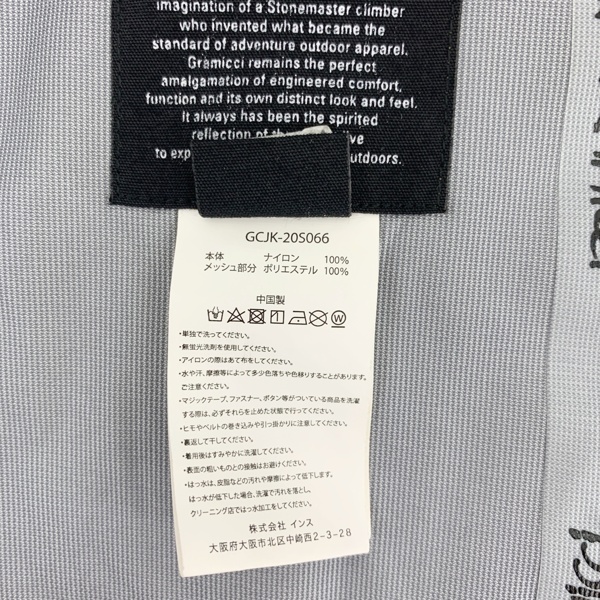 imagination of a Stonemaster climber
who invented what became the
standard of adventure outdoor apparel.
Gramicci remains the perfect
amalgamation of engineered comfort,
function and its own distinct look and feel.
It always has been the spirited
reflection of
to outdoors.
GCJK-20S066
本体 ナイロン 100%
メッシュ部分 ポリエステル 100%
中国製
・単独で洗ってください。
・無蛍光洗剤を使用してください。
・アイロンの際はあて布をしてください。
・水や汗、摩擦等によって多少色落ちや色移りすることがあります。
ご注意ください。
・マジックテープ、ファスナー、ボタン等がついている商品を洗濯
する際は、必ずそれらを止めた状態で行ってください。
・ヒモやベルトの巻き込みや引っ掛かりに注意してください。
・裏返して干してください。
・着用後はすみやかに洗濯してください。
・表面の粗いものとの接触はお避けください。
・はっ水は、皮脂などの汚れや摩擦によって低下します。
はっ水が低下した場合、洗濯で汚れを落とし、
クリーニング店ではっ水加工をしてください。
株式会社 インス
大阪府大阪市北区中崎西2-3-28